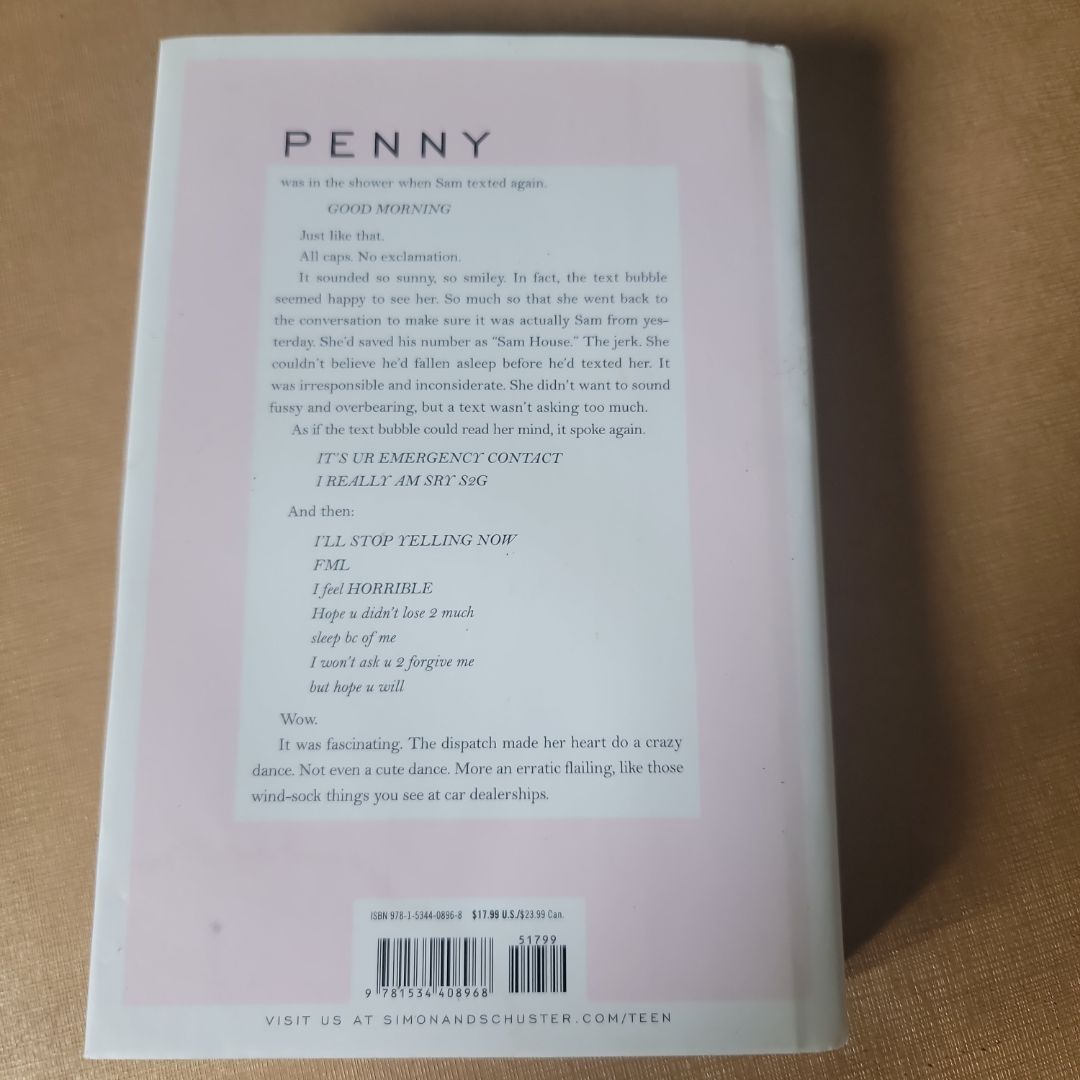 PENNY
was in the shower when Sam texted again.
GOOD MORNING
Just like that.
All caps. No exclamation.
It sounded so sunny, so smiley. In fact, the text bubble
seemed happy to see her. So much so that she went back to
the conversation to make sure it was actually Sam from yes-
terday. She'd saved his number as "Sam House." The jerk. She
couldn't believe he'd fallen asleep before he'd texted her. It
was irresponsible and inconsiderate. She didn't want to sound
fussy and overbearing, but a text wasn't asking too much.
As if the text bubble could read her mind, it spoke again.
IT'S UR EMERGENCY CONTACT
I REALLY AM SRY S2G
And then:
I'LL STOP YELLING NOW
FML
I feel HORRIBLE
Hope u didn't lose 2 much
sleep bc of me
I won't ask u 2 forgive me
but hope u will
Wow.
It was fascinating. The dispatch made her heart do a crazy
dance. Not even a cute dance. More an erratic flailing, like those
wind-sock things you see at car dealerships.
ISBN 978-1-5344-0896-8 $17.99 U.S./$23.99 Can.
51799
9 781534 408968
VISIT US AT SIMONANDSCHUSTER.COM/TEEN